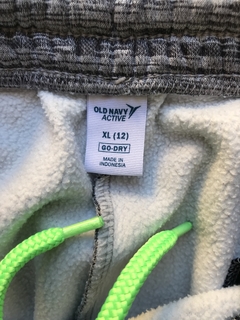 OLD NAVY
ACTIVE
XL (12)
GO-DRY
MADE IN
INDONESIA